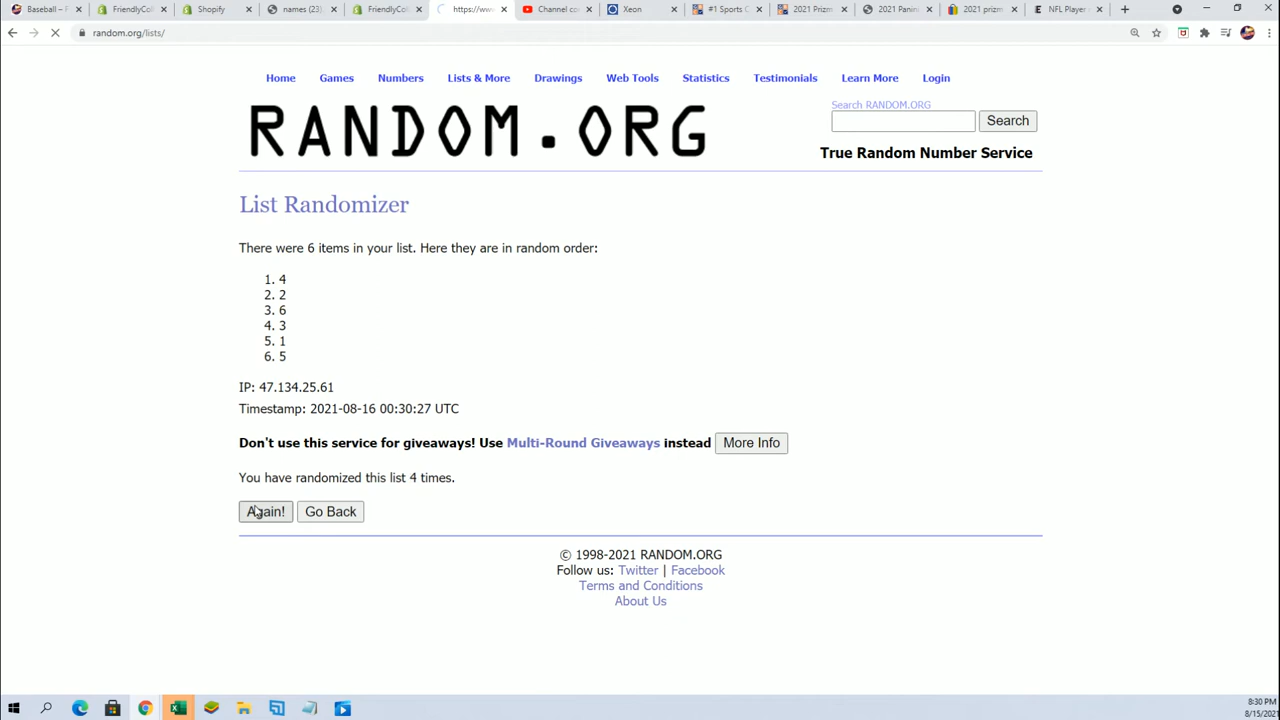 Baseball – F
FriendlyCol
Shopify
names (23)
FriendlyCol
https://ww
Channel co
Xeon
#1 Sports C
2021 Prizm
2021 Panin
2021 prizm
NFL Player
random.org/lists/
Home Games Numbers Lists & More Drawings Web Tools Statistics Testimonials Learn More Login
RANDOM.ORG
Search RANDOM.ORG
Search
True Random Number Service
List Randomizer
There were 6 items in your list. Here they are in random order:
1. 4
2. 2
3. 6
4. 3
5. 1
6. 5
IP: 47.134.25.61
Timestamp: 2021-08-16 00:30:27 UTC
Don't use this service for giveaways! Use Multi-Round Giveaways instead More Info
You have randomized this list 4 times.
Again! Go Back
© 1998-2021 RANDOM.ORG
Follow us: Twitter | Facebook
Terms and Conditions
About Us
8:30 PM
8/15/2021